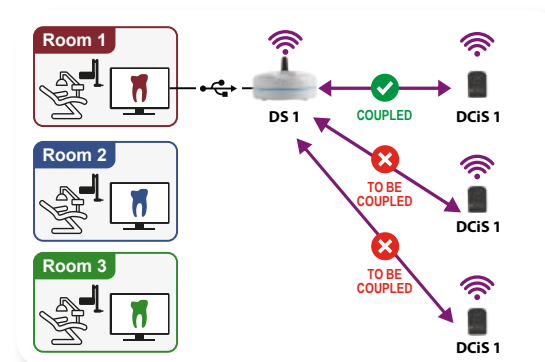 Room 1
DS 1
COUPLED
DCiS 1
Room 2
TO BE
COUPLED
DCiS 1
Room 3
TO BE
COUPLED
DCiS 1